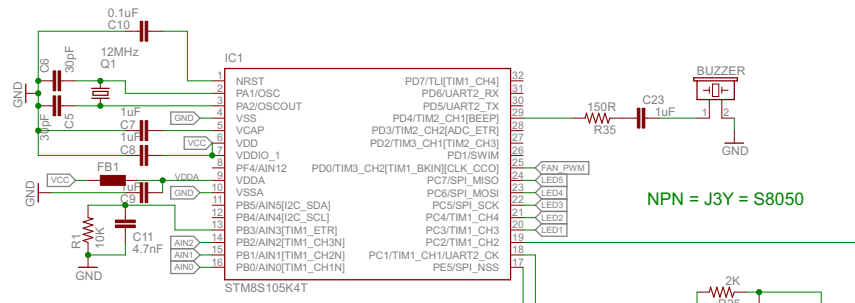 0.1uF
C10
12MHz
Q1
C6
30pF
GND
30pF
C5
1uF
C7
1uF
C8
GND
VCC
IC1
1 NRST PD7/TLI[TIM1_CH4] 32
2 PA1/OSC PD6/UART2_RX 31
3 PA2/OSCOUT PD5/UART2_TX 30
4 VSS PD4/TIM2_CH1[BEEP] 29
5 VCAP PD3/TIM2_CH2[ADC_ETR] 28
6 VDD PD2/TIM3_CH1[TIM2_CH3] 27
7 VDDIO_1 PD1/SWIM 26
8 PF4/AIN12 PD0/TIM3_CH2[TIM1_BKIN][CLK_CCO] 25
9 VDDA PC7/SPI_MISO 24
10 VSSA PC6/SPI_MOSI 23
11 PB5/AIN5[I2C_SDA] PC5/SPI_SCK 22
12 PB4/AIN4[I2C_SCL] PC4/TIM1_CH4 21
13 PB3/AIN3[TIM1_ETR] PC3/TIM1_CH3 20
14 PB2/AIN2[TIM1_CH3N] PC2/TIM1_CH2 19
15 PB1/AIN1[TIM1_CH2N] PC1/TIM1_CH1/UART2_CK 18
16 PB0/AIN0[TIM1_CH1N] PE5/SPI_NSS 17
STM8S105K4T
VCC
FB1
VDDA
GND
1uF
C9
GND
R1
10K
C11
4.7nF
GND
AIN2
AIN1
AIN0
FAN_PWM
LED5
LED4
LED3
LED2
LED1
150R
R35
C23
1uF
BUZZER
1 2
GND
NPN = J3Y = S8050
2K